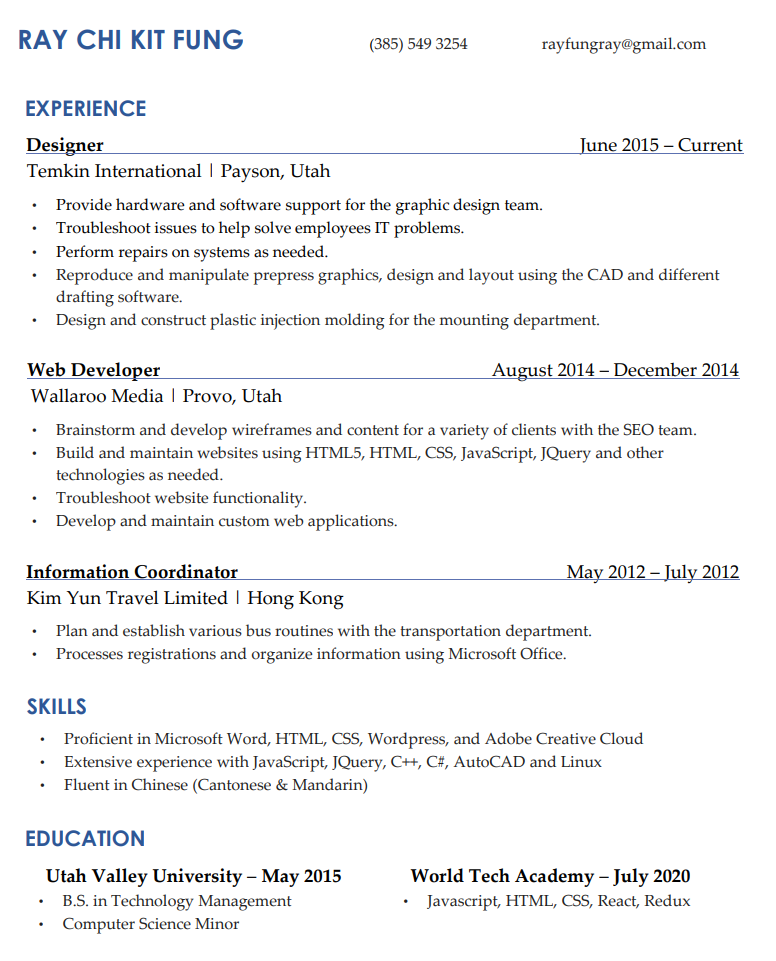 RAY CHI KIT FUNG (385) 549 3254 rayfungray@gmail.com
EXPERIENCE
Designer June 2015 – Current
Temkin International | Payson, Utah
• Provide hardware and software support for the graphic design team.
• Troubleshoot issues to help solve employees IT problems.
• Perform repairs on systems as needed.
• Reproduce and manipulate prepress graphics, design and layout using the CAD and different
drafting software.
• Design and construct plastic injection molding for the mounting department.
Web Developer August 2014 – December 2014
Wallaroo Media | Provo, Utah
• Brainstorm and develop wireframes and content for a variety of clients with the SEO team.
• Build and maintain websites using HTML5, HTML, CSS, JavaScript, JQuery and other
technologies as needed.
• Troubleshoot website functionality.
• Develop and maintain custom web applications.
Information Coordinator May 2012 – July 2012
Kim Yun Travel Limited | Hong Kong
• Plan and establish various bus routines with the transportation department.
• Processes registrations and organize information using Microsoft Office.
SKILLS
• Proficient in Microsoft Word, HTML, CSS, Wordpress, and Adobe Creative Cloud
• Extensive experience with JavaScript, JQuery, C++, C#, AutoCAD and Linux
• Fluent in Chinese (Cantonese & Mandarin)
EDUCATION
Utah Valley University – May 2015
• B.S. in Technology Management
• Computer Science Minor
World Tech Academy – July 2020
• Javascript, HTML, CSS, React, Redux